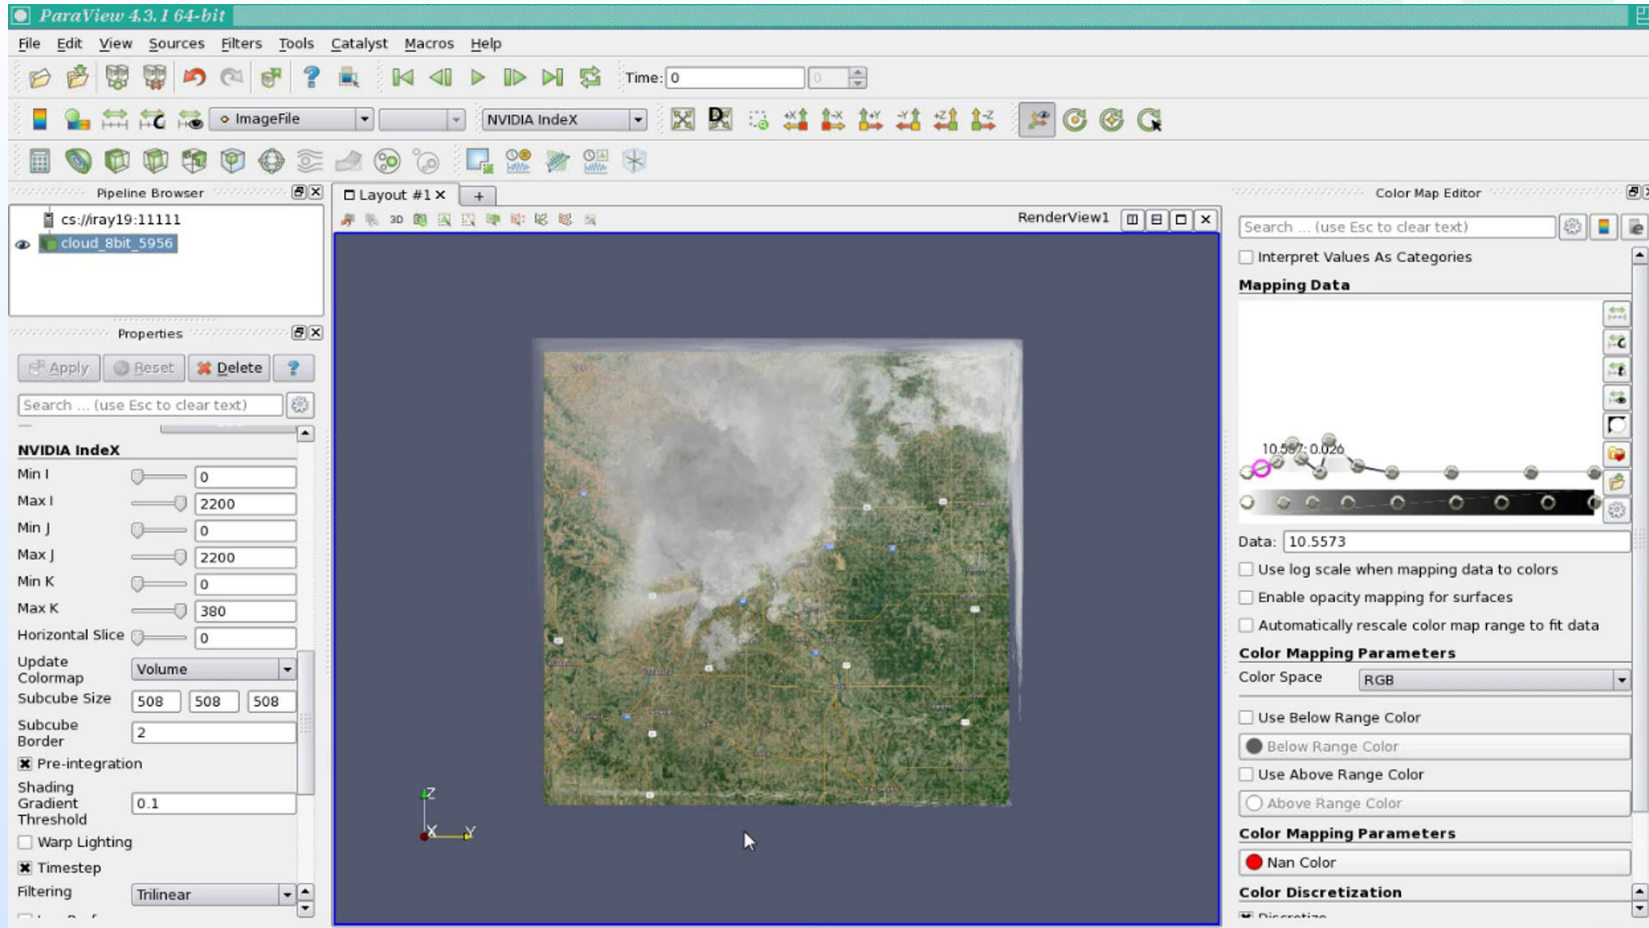 ParaView 4.3.1 64-bit
File Edit View Sources Filters Tools Catalyst Macros Help
Time: 0 0
ImageFile NVIDIA IndeX
Pipeline Browser
cs://iray19:11111
cloud_8bit_5956
Properties
Apply Reset Delete ?
Search ... (use Esc to clear text)
NVIDIA IndeX
Min I 0
Max I 2200
Min J 0
Max J 2200
Min K 0
Max K 380
Horizontal Slice 0
Update
Colormap Volume
Subcube Size 508 508 508
Subcube
Border 2
Pre-integration
Shading
Gradient
Threshold 0.1
Warp Lighting
Timestep
Filtering Trilinear
Layout #1 +
3D RenderView1
Z
X Y
Color Map Editor
Search ... (use Esc to clear text)
Interpret Values As Categories
Mapping Data
10.557; 0.026
Data: 10.5573
Use log scale when mapping data to colors
Enable opacity mapping for surfaces
Automatically rescale color map range to fit data
Color Mapping Parameters
Color Space RGB
Use Below Range Color
Below Range Color
Use Above Range Color
Above Range Color
Color Mapping Parameters
Nan Color
Color Discretization
Discretize